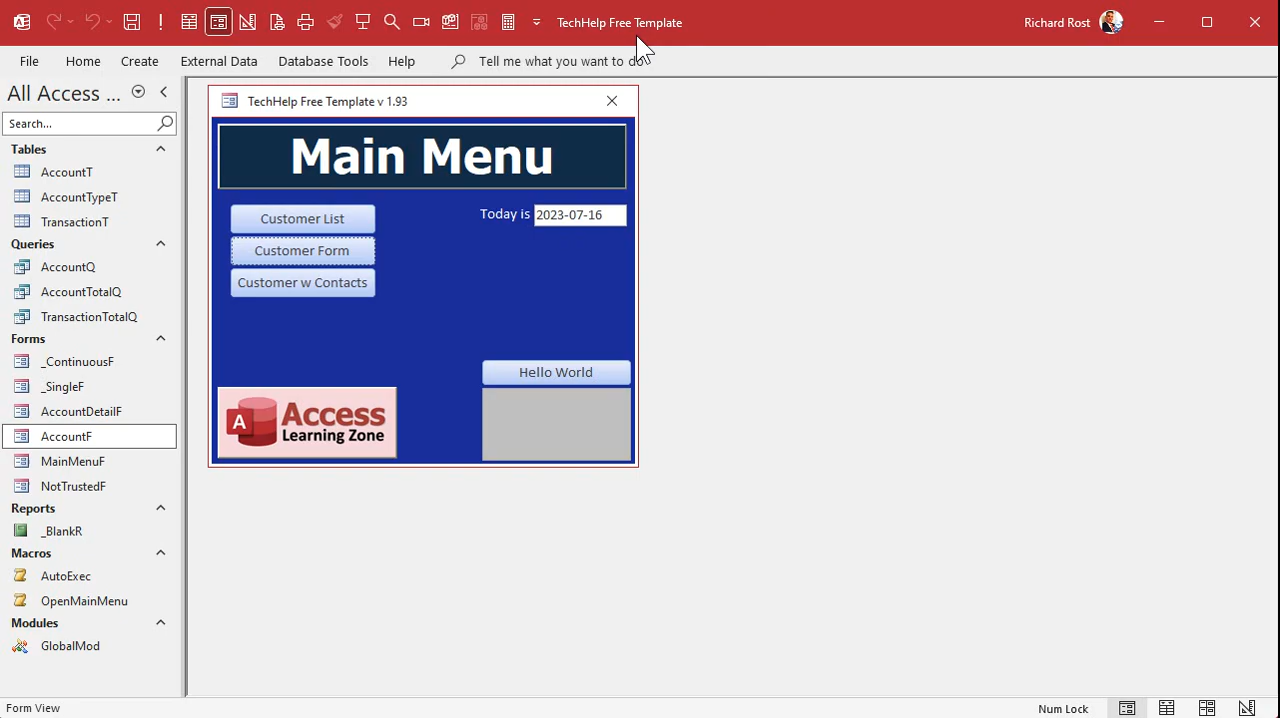 TechHelp Free Template
Richard Rost
File
Home
Create
External Data
Database Tools
Help
Tell me what you want to do
All Access ...
Search...
Tables
AccountT
AccountTypeT
TransactionT
Queries
AccountQ
AccountTotalQ
TransactionTotalQ
Forms
_ContinuousF
_SingleF
AccountDetailF
AccountF
MainMenuF
NotTrustedF
Reports
_BlankR
Macros
AutoExec
OpenMainMenu
Modules
GlobalMod
TechHelp Free Template v 1.93
Main Menu
Customer List
Today is 2023-07-16
Customer Form
Customer w Contacts
Hello World
A Access
Learning Zone
Form View
Num Lock